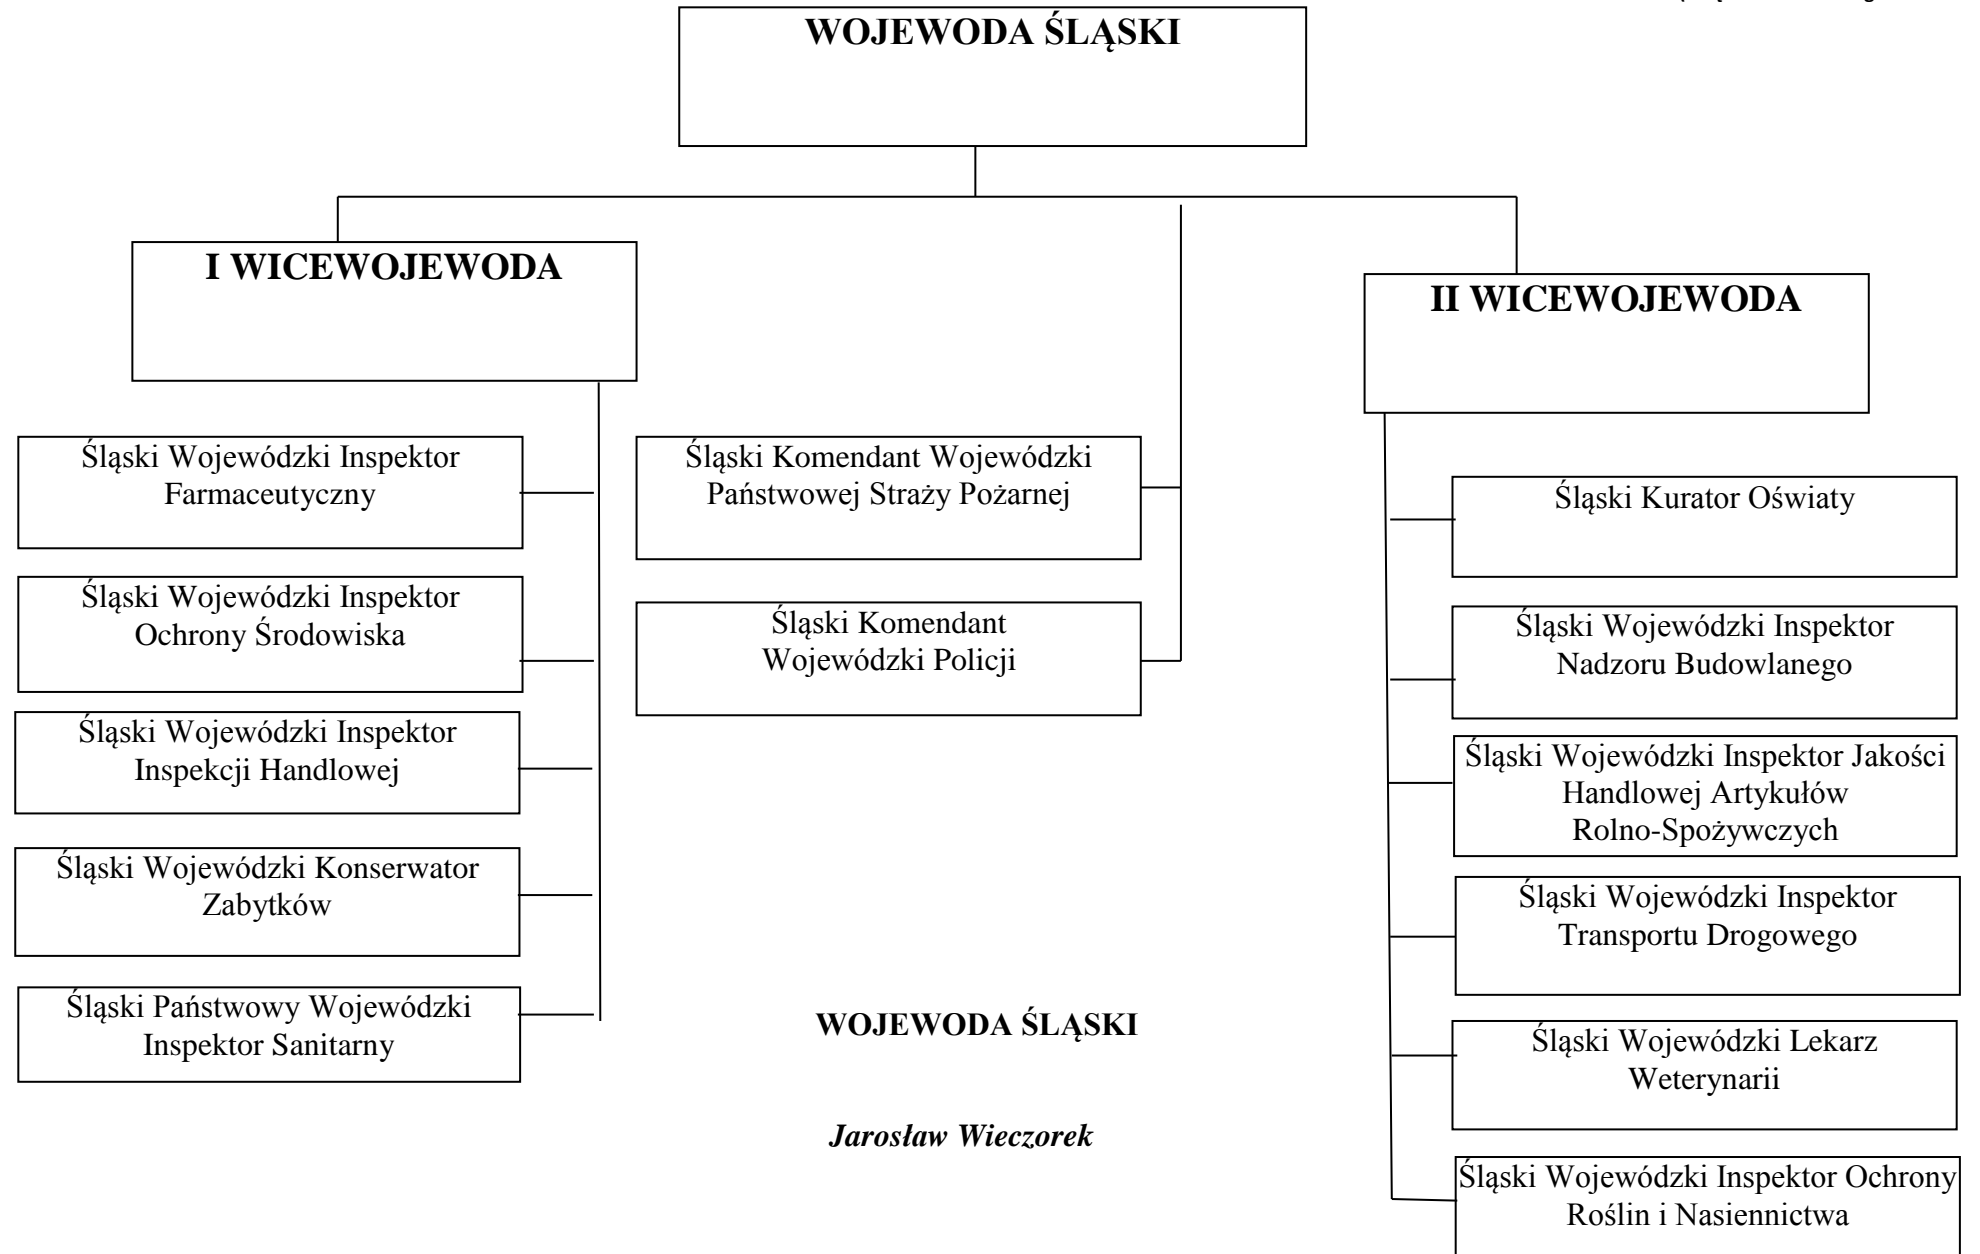 WOJEWODA ŚLĄSKI
I WICEWOJEWODA
II WICEWOJEWODA
Śląski Wojewódzki Inspektor
Farmaceutyczny
Śląski Wojewódzki Inspektor
Ochrony Środowiska
Śląski Wojewódzki Inspektor
Inspekcji Handlowej
Śląski Wojewódzki Konserwator
Zabytków
Śląski Państwowy Wojewódzki
Inspektor Sanitarny
Śląski Komendant Wojewódzki
Państwowej Straży Pożarnej
Śląski Komendant
Wojewódzki Policji
Śląski Kurator Oświaty
Śląski Wojewódzki Inspektor
Nadzoru Budowlanego
Śląski Wojewódzki Inspektor Jakości
Handlowej Artykułów
Rolno-Spożywczych
Śląski Wojewódzki Inspektor
Transportu Drogowego
Śląski Wojewódzki Lekarz
Weterynarii
Śląski Wojewódzki Inspektor Ochrony
Roślin i Nasiennictwa
WOJEWODA ŚLĄSKI
Jarosław Wieczorek